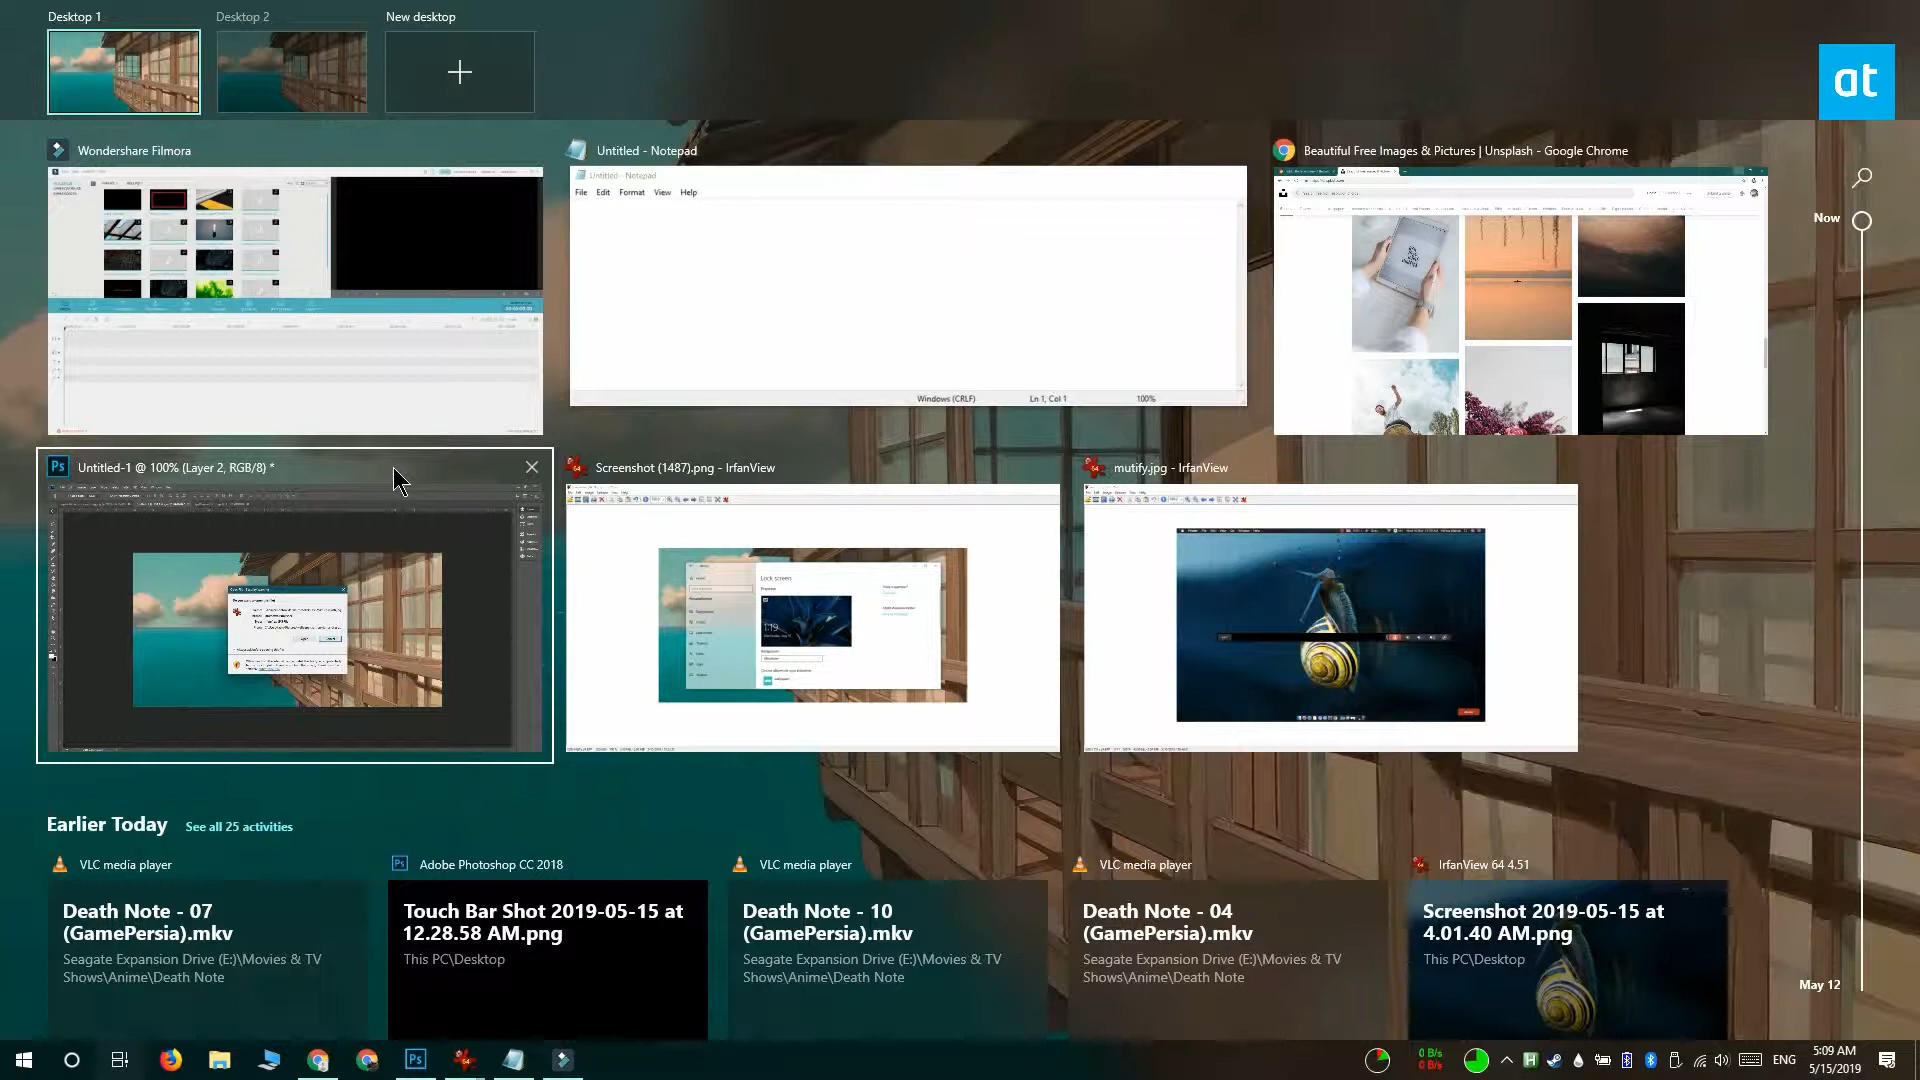 Desktop 1
Desktop 2
New desktop
at
Wondershare Filmora
Untitled - Notepad
Beautiful Free Images & Pictures | Unsplash - Google Chrome
Untitled - Notepad
File Edit Format View Help
Windows (CRLF) Ln 1, Col 1 100%
Now
Untitled-1 @ 100% (Layer 2, RGB/8) *
Screenshot (1487).png - IrfanView
mutify.jpg - IrfanView
Lock screen
1:19
Earlier Today See all 25 activities
VLC media player
Adobe Photoshop CC 2018
VLC media player
VLC media player
IrfanView 64 4.51
Death Note - 07
(GamePersia).mkv
Seagate Expansion Drive (E:)\Movies & TV
Shows\Anime\Death Note
Touch Bar Shot 2019-05-15 at
12.28.58 AM.png
This PC\Desktop
Death Note - 10
(GamePersia).mkv
Seagate Expansion Drive (E:)\Movies & TV
Shows\Anime\Death Note
Death Note - 04
(GamePersia).mkv
Seagate Expansion Drive (E:)\Movies & TV
Shows\Anime\Death Note
Screenshot 2019-05-15 at
4.01.40 AM.png
This PC\Desktop
May 12
0 B/s
0 B/s
ENG
5:09 AM
5/15/2019